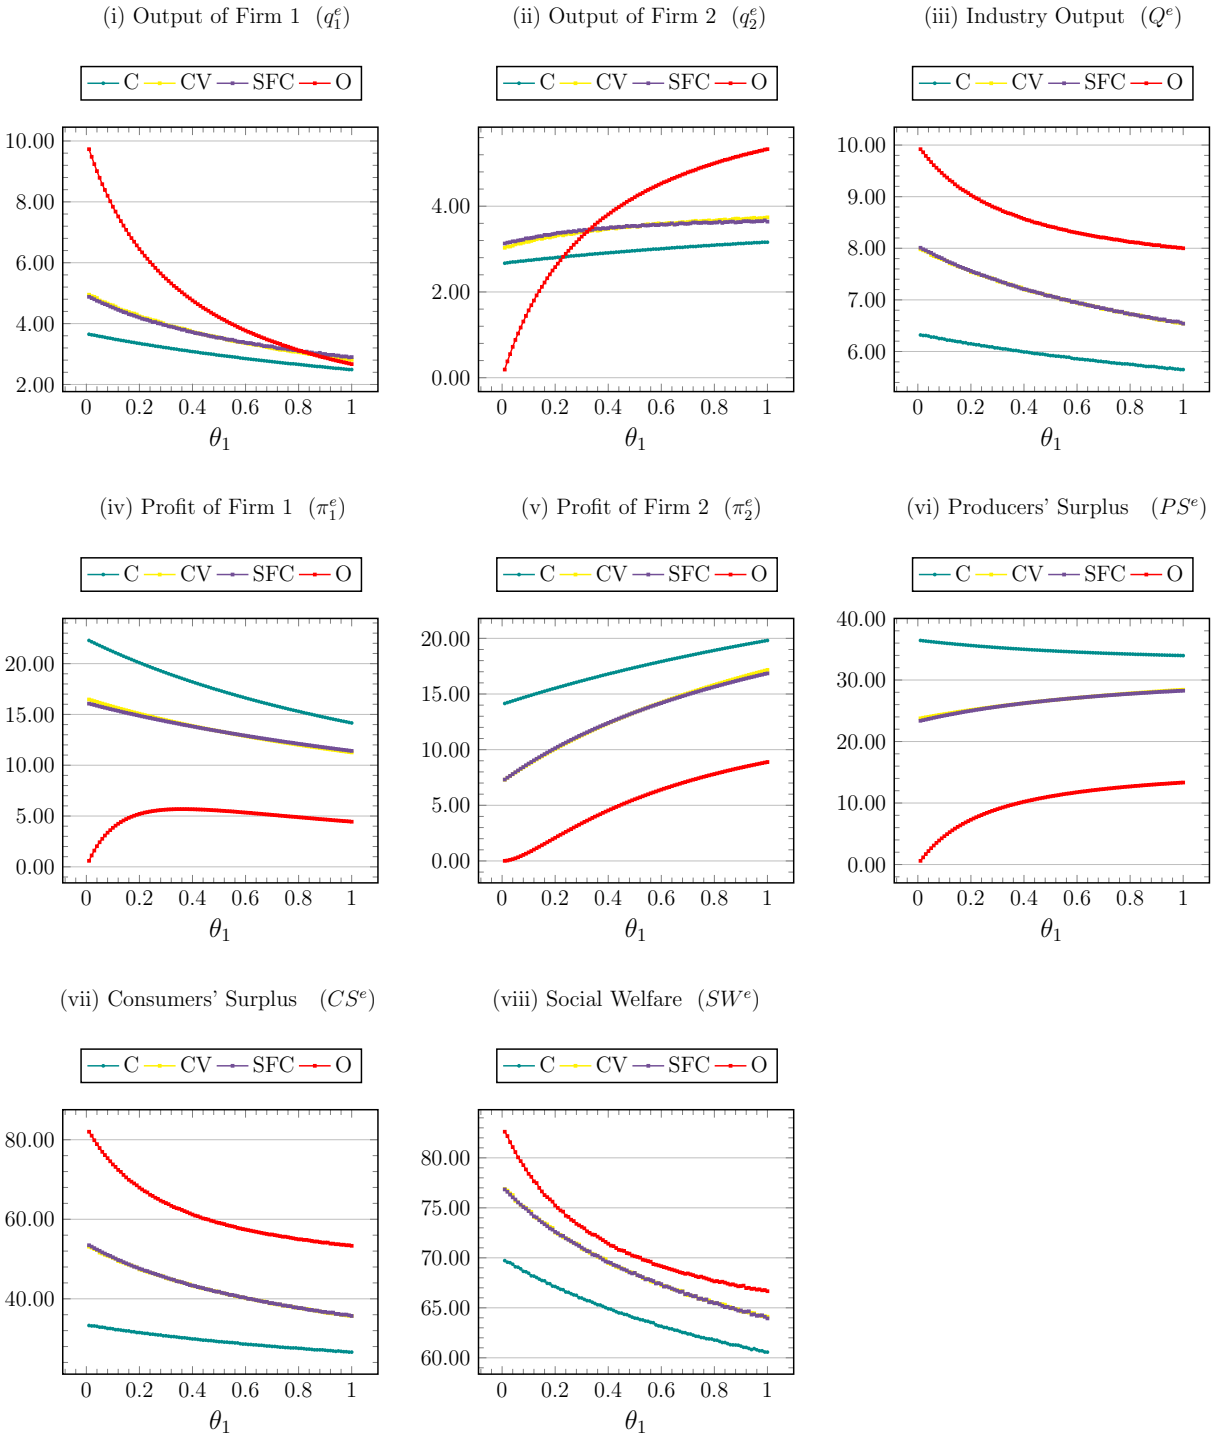 (i) Output of Firm 1 (q₁ᵉ)
C CV SFC O
10.00
8.00
6.00
4.00
2.00
0 0.2 0.4 0.6 0.8 1
θ₁
(ii) Output of Firm 2 (q₂ᵉ)
C CV SFC O
4.00
2.00
0.00
0 0.2 0.4 0.6 0.8 1
θ₁
(iii) Industry Output (Qᵉ)
C CV SFC O
10.00
9.00
8.00
7.00
6.00
0 0.2 0.4 0.6 0.8 1
θ₁
(iv) Profit of Firm 1 (π₁ᵉ)
C CV SFC O
20.00
15.00
10.00
5.00
0.00
0 0.2 0.4 0.6 0.8 1
θ₁
(v) Profit of Firm 2 (π₂ᵉ)
C CV SFC O
20.00
15.00
10.00
5.00
0.00
0 0.2 0.4 0.6 0.8 1
θ₁
(vi) Producers' Surplus (PSᵉ)
C CV SFC O
40.00
30.00
20.00
10.00
0.00
0 0.2 0.4 0.6 0.8 1
θ₁
(vii) Consumers' Surplus (CSᵉ)
C CV SFC O
80.00
60.00
40.00
0 0.2 0.4 0.6 0.8 1
θ₁
(viii) Social Welfare (SWᵉ)
C CV SFC O
80.00
75.00
70.00
65.00
60.00
0 0.2 0.4 0.6 0.8 1
θ₁